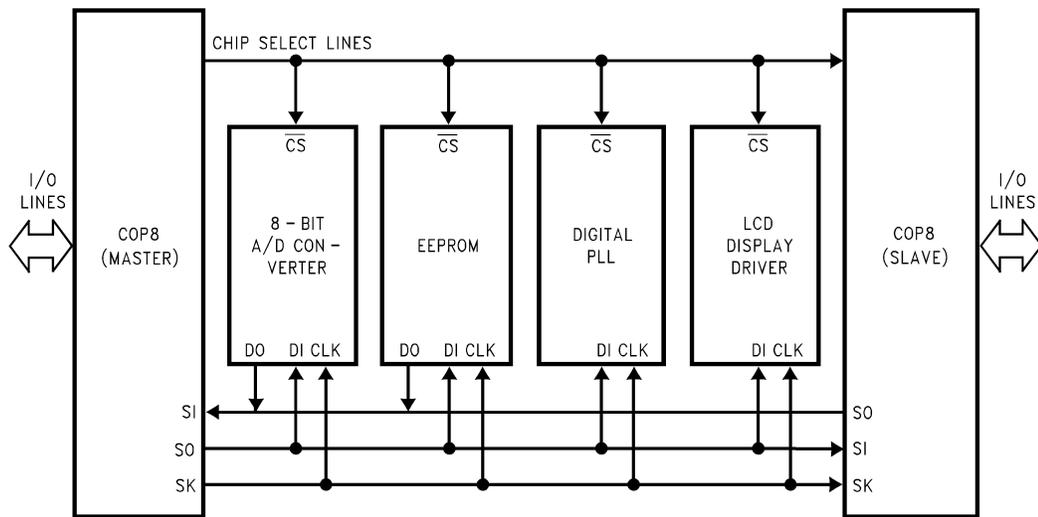 CHIP SELECT LINES
I/O
LINES
COP8
(MASTER)
CS
8 - BIT
A/D CON -
VERTER
DO DI CLK
CS
EEPROM
DO DI CLK
CS
DIGITAL
PLL
DI CLK
CS
LCD
DISPLAY
DRIVER
DI CLK
I/O
LINES
COP8
(SLAVE)
SI
SO
SK
SO
SI
SK